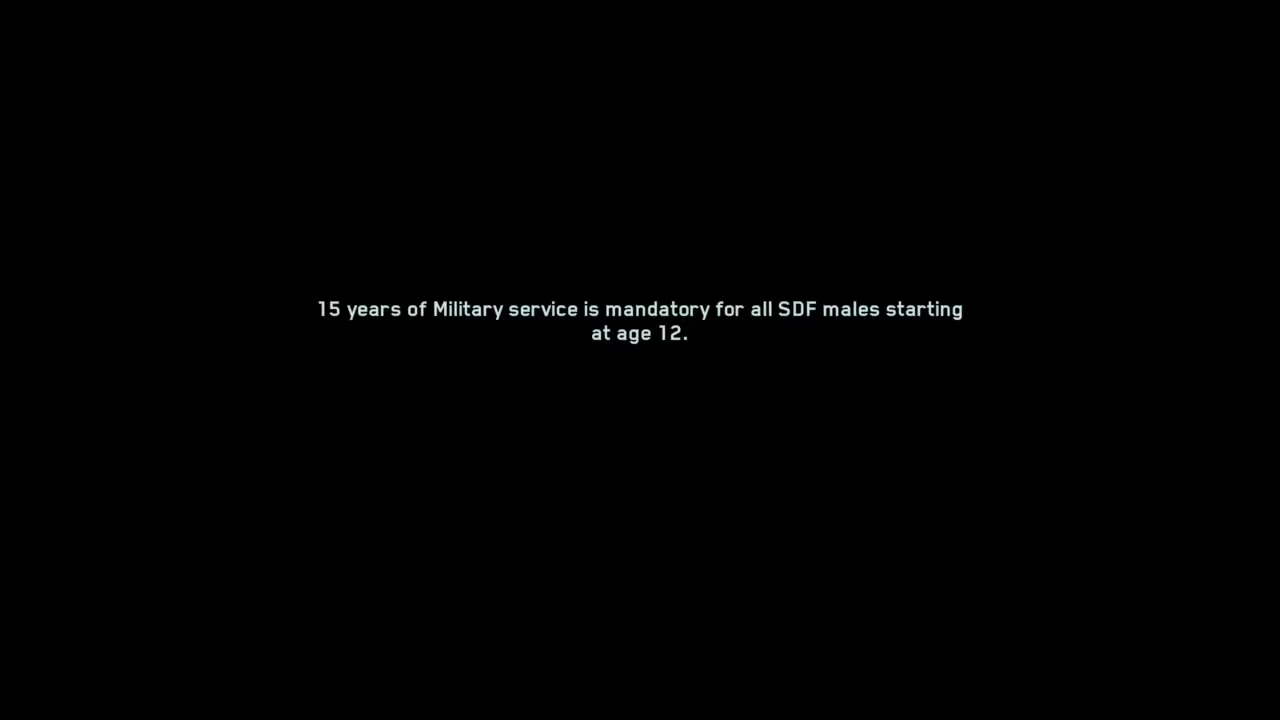 15 years of Military service is mandatory for all SDF males starting
at age 12.